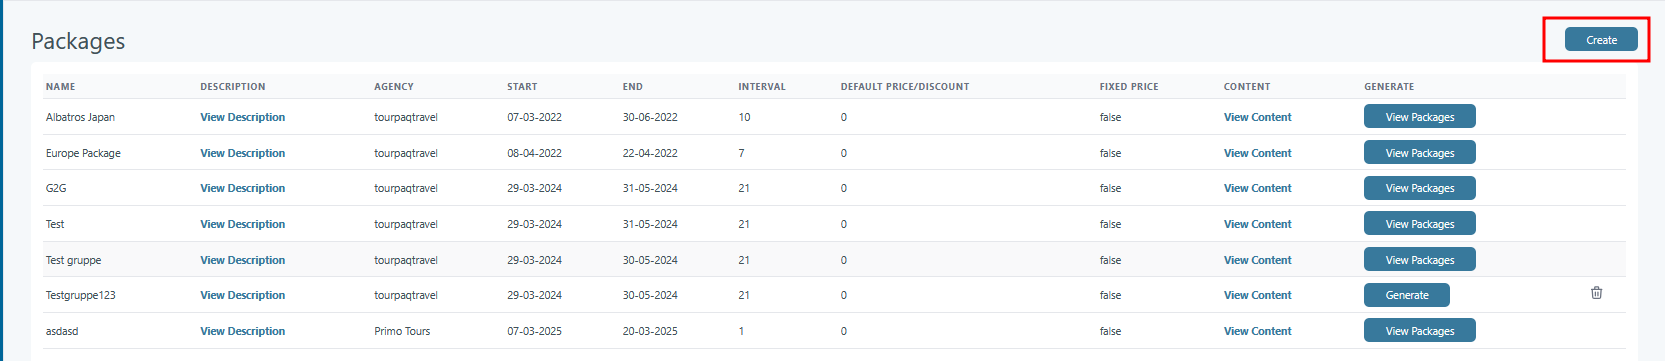 Packages
Create
NAME DESCRIPTION AGENCY START END INTERVAL DEFAULT PRICE/DISCOUNT FIXED PRICE CONTENT GENERATE
Albatros Japan View Description tourpaqtravel 07-03-2022 30-06-2022 10 0 false View Content View Packages
Europe Package View Description tourpaqtravel 08-04-2022 22-04-2022 7 0 false View Content View Packages
G2G View Description tourpaqtravel 29-03-2024 31-05-2024 21 0 false View Content View Packages
Test View Description tourpaqtravel 29-03-2024 31-05-2024 21 0 false View Content View Packages
Test gruppe View Description tourpaqtravel 29-03-2024 30-05-2024 21 0 false View Content View Packages
Testgruppe123 View Description tourpaqtravel 29-03-2024 30-05-2024 21 0 false View Content Generate
asdasd View Description Primo Tours 07-03-2025 20-03-2025 1 0 false View Content View Packages